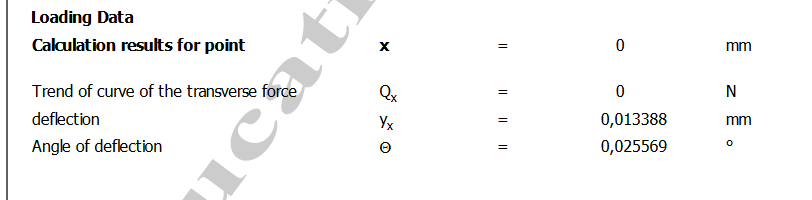 Loading Data
Calculation results for point x = 0 mm
Trend of curve of the transverse force Qx = 0 N
deflection yx = 0,013388 mm
Angle of deflection Θ = 0,025569 °
ucati